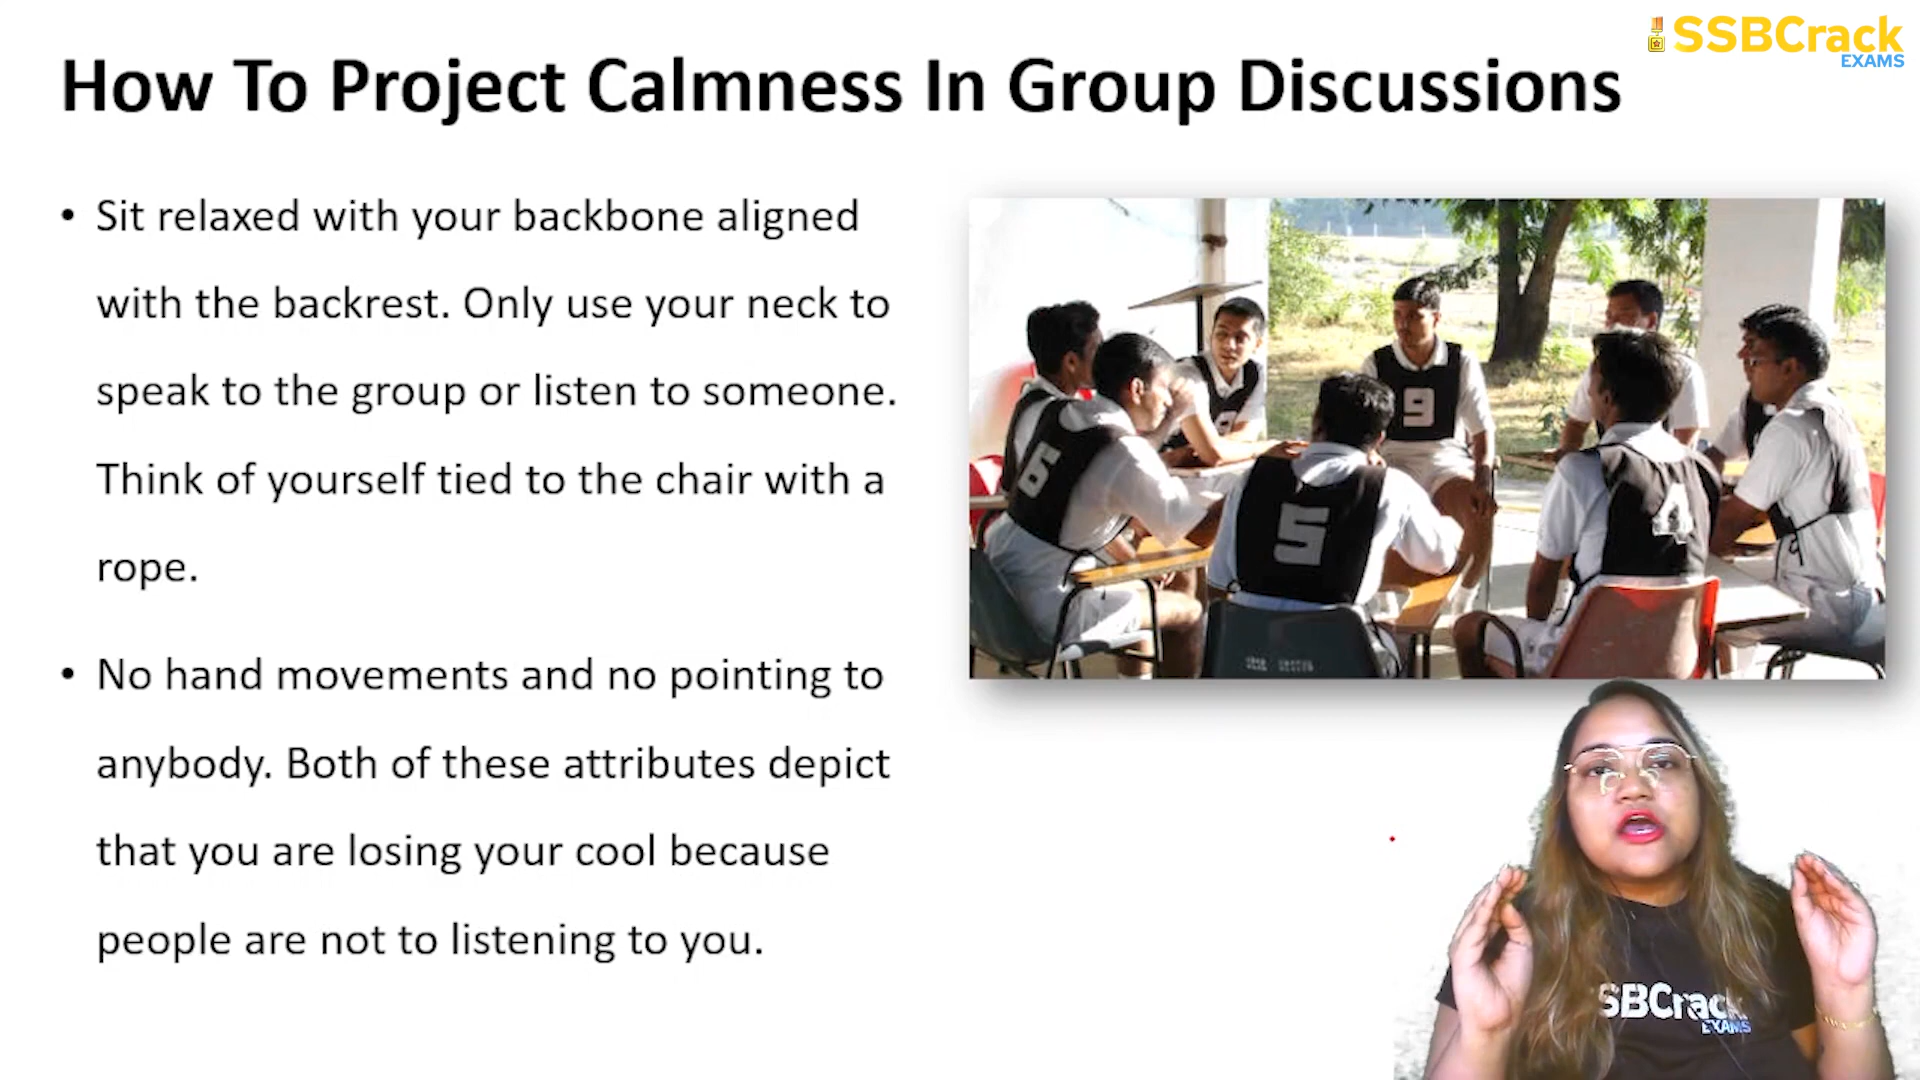 SSBCrack
EXAMS
How To Project Calmness In Group Discussions
• Sit relaxed with your backbone aligned
with the backrest. Only use your neck to
speak to the group or listen to someone.
Think of yourself tied to the chair with a
rope.
• No hand movements and no pointing to
anybody. Both of these attributes depict
that you are losing your cool because
people are not to listening to you.
6
9
5
4
SBCrack
EXAMS